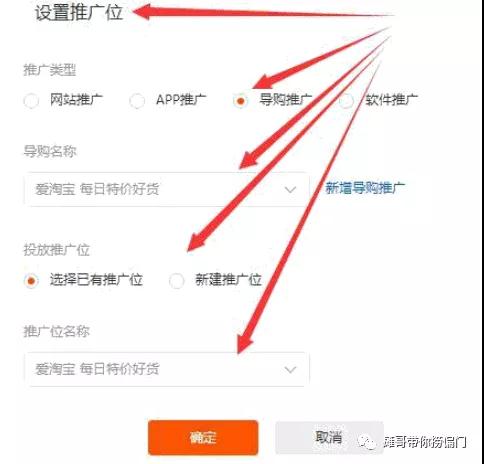 设置推广位
推广类型
网站推广 APP推广 导购推广 软件推广
导购名称
爱淘宝 每日特价好货 新增导购推广
投放推广位
选择已有推广位 新建推广位
推广位名称
爱淘宝 每日特价好货
确定 取消
雎哥带你捞偏门